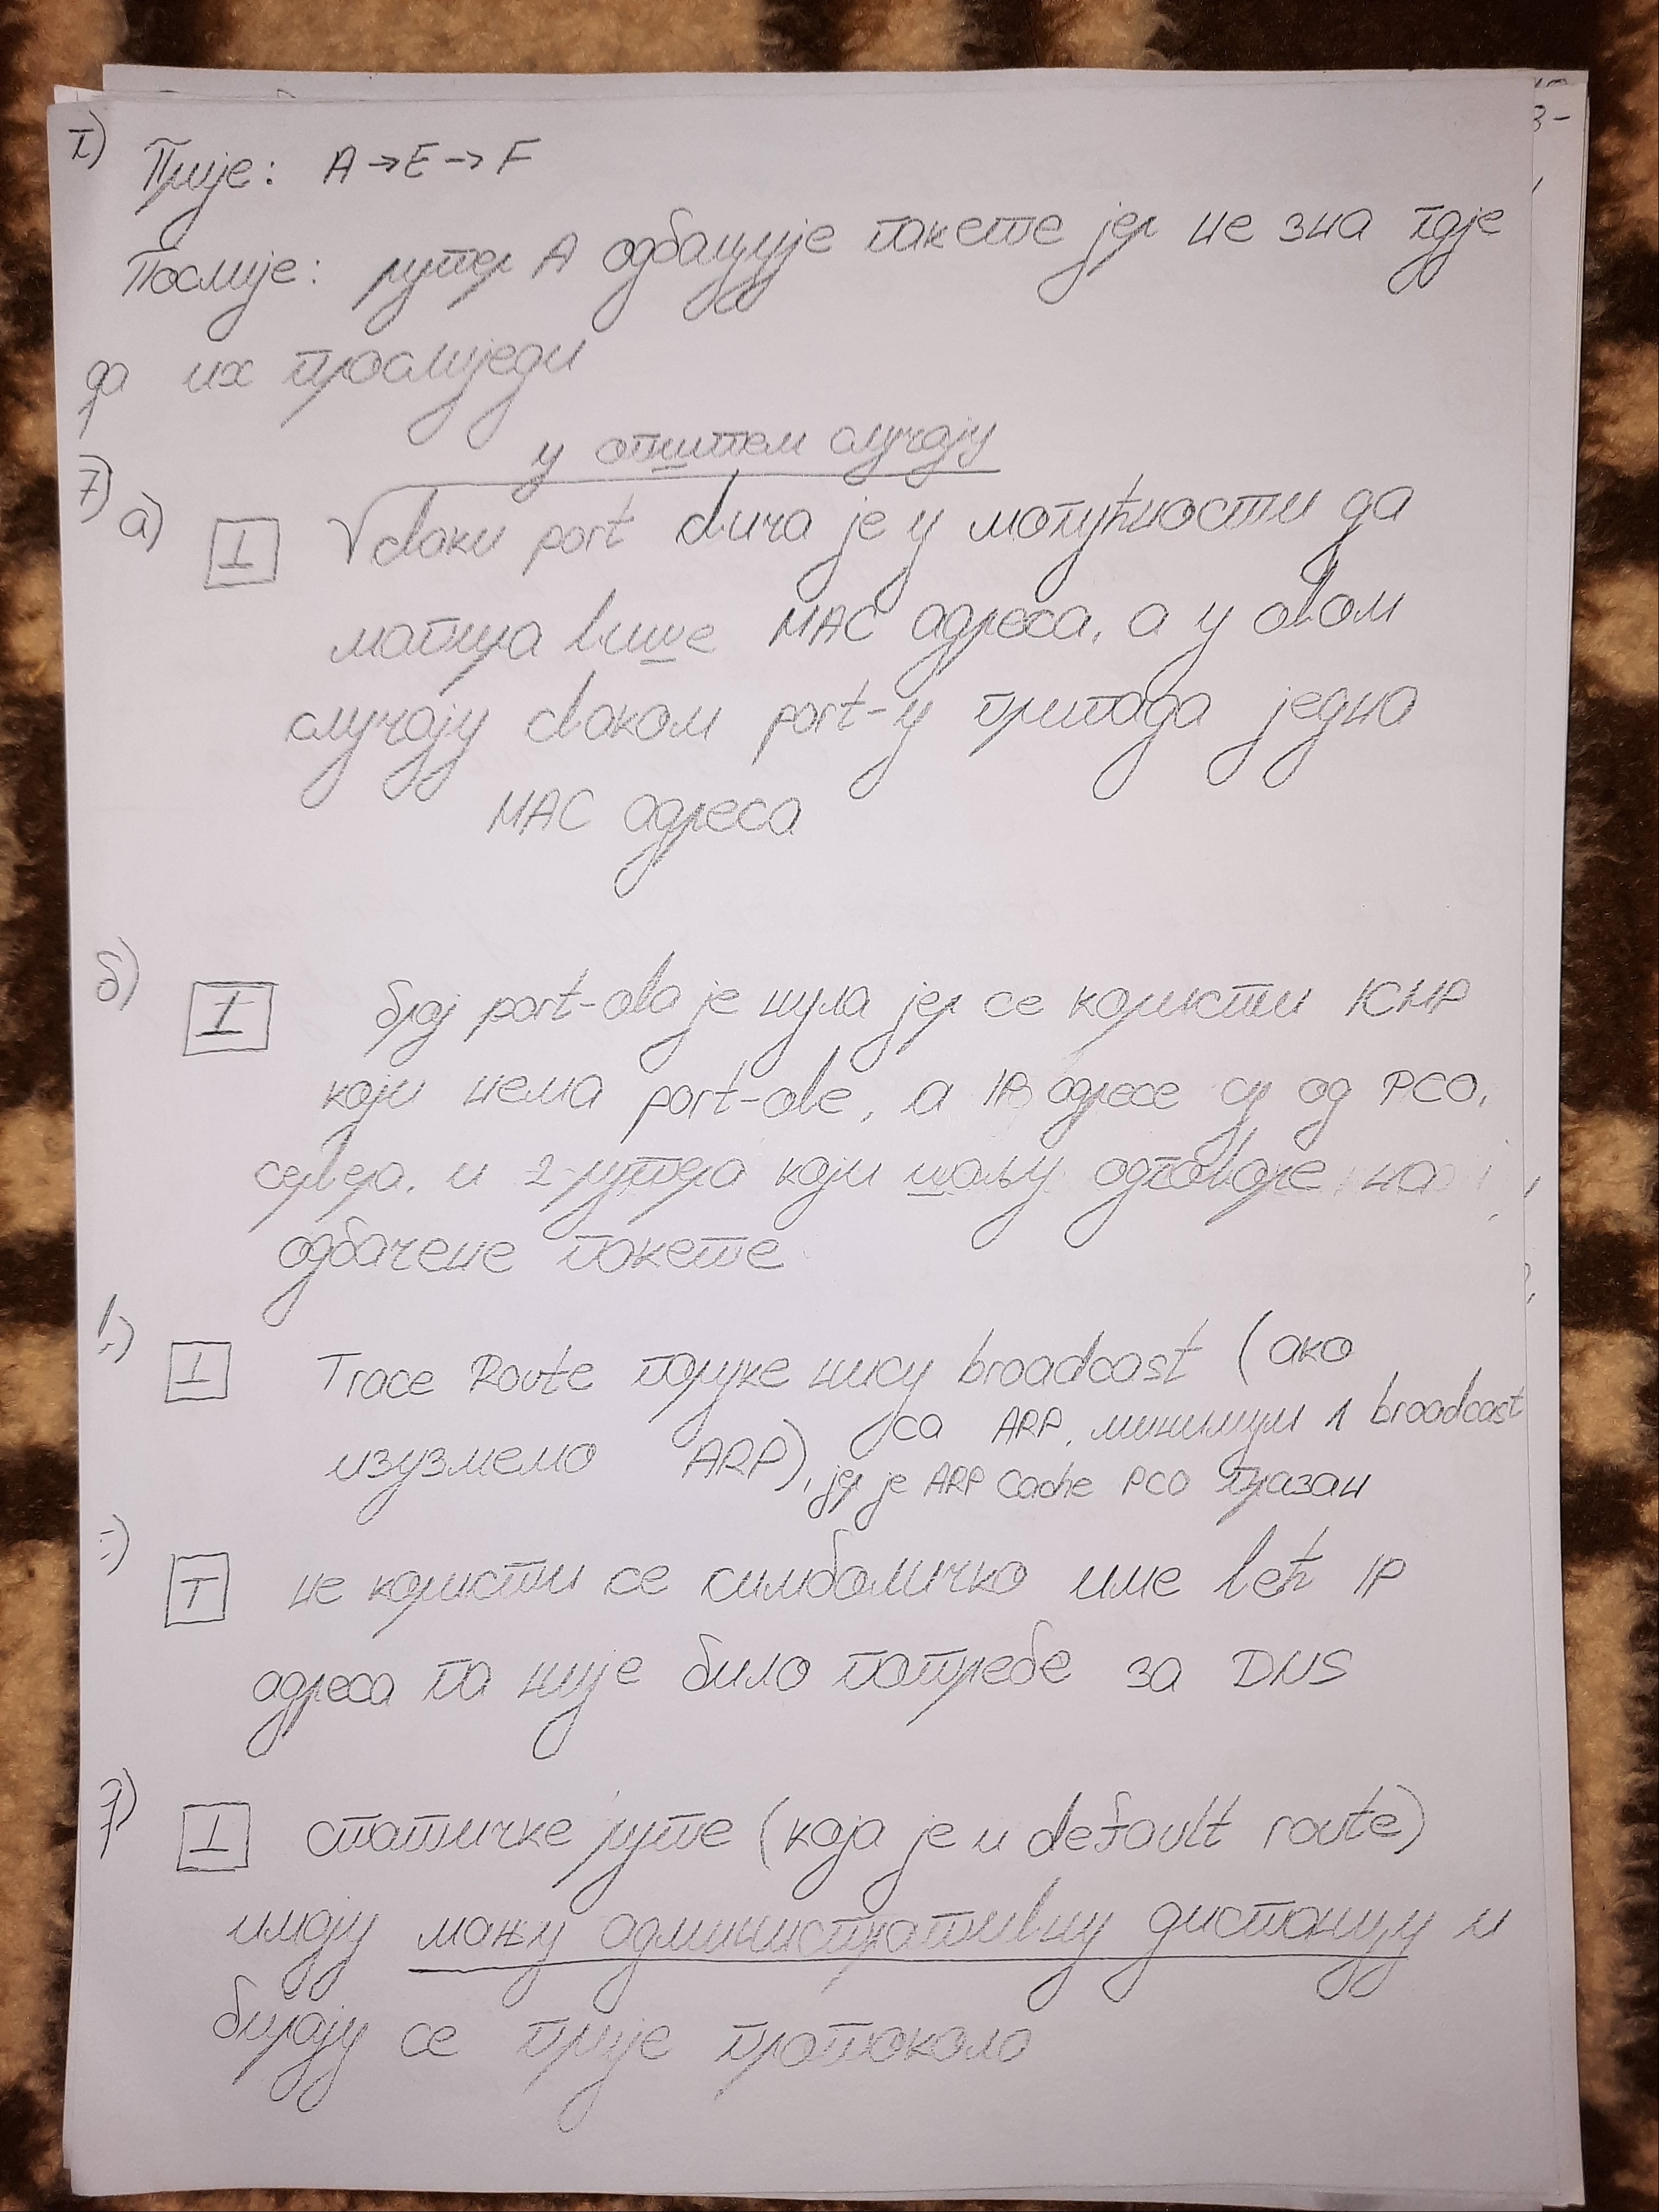 г) Прије: A → E → F
Послије: рутер A одбацује пакете јер не зна гдје
да их прослиједи
у општем случају
7) а) ⊥ сваки port свича је у могућности да
мапира више MAC адреса, а у овом
случају сваком port-у припада једна
MAC адреса
б) ⊥ број port-ова је нула јер се користи ICMP
који нема port-ове, а IP адресе су од PC0,
сервера, и 2 рутера који шаљу одговоре на
одбачене пакете
в) ⊥ Trace Route поруке нису broadcast (ако
изузмемо ARP), са ARP, минимум 1 broadcast
јер је ARP Cache PC0 празан
г) T не користи се симболичко име већ IP
адреса па није било потребе за DNS
д) ⊥ статичке руте (која је и default route)
имају мању административну дистанцу и
бирају се прије протокола